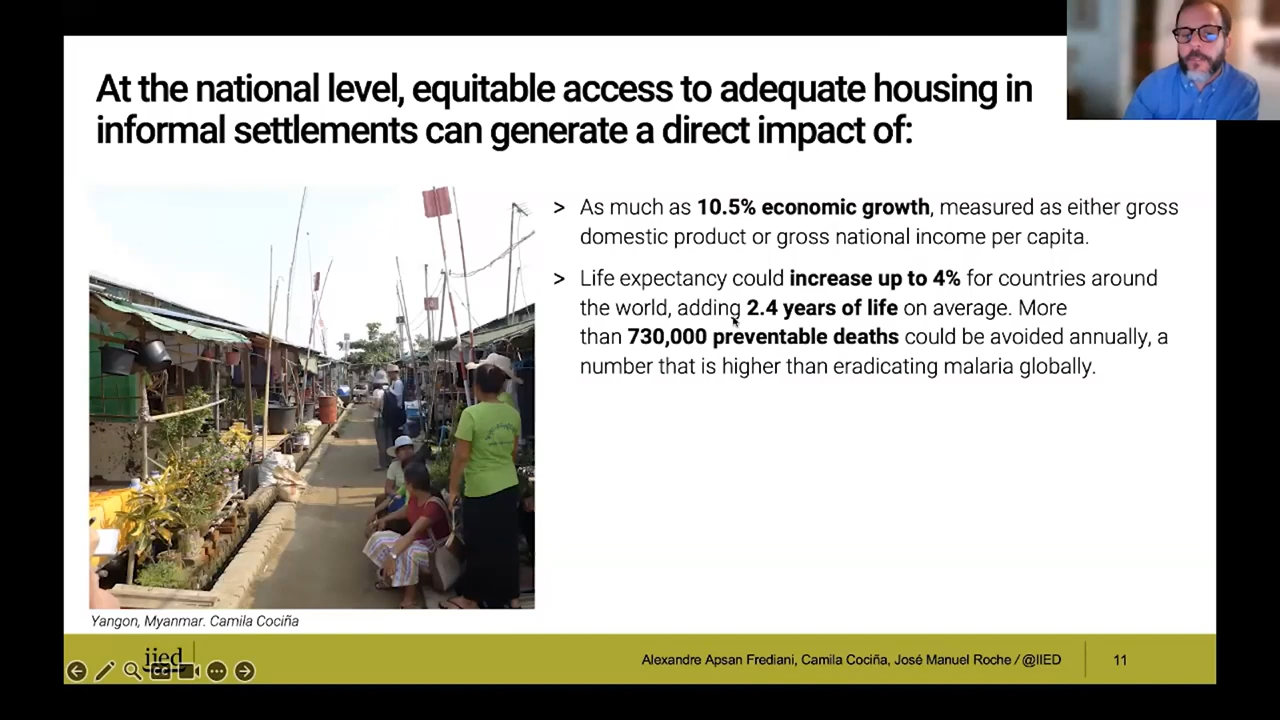 At the national level, equitable access to adequate housing in
informal settlements can generate a direct impact of:
> As much as 10.5% economic growth, measured as either gross
domestic product or gross national income per capita.
> Life expectancy could increase up to 4% for countries around
the world, adding 2.4 years of life on average. More
than 730,000 preventable deaths could be avoided annually, a
number that is higher than eradicating malaria globally.
Yangon, Myanmar. Camila Cociña
iied
CC
Alexandre Apsan Frediani, Camila Cociña, José Manuel Roche / @IIED
11